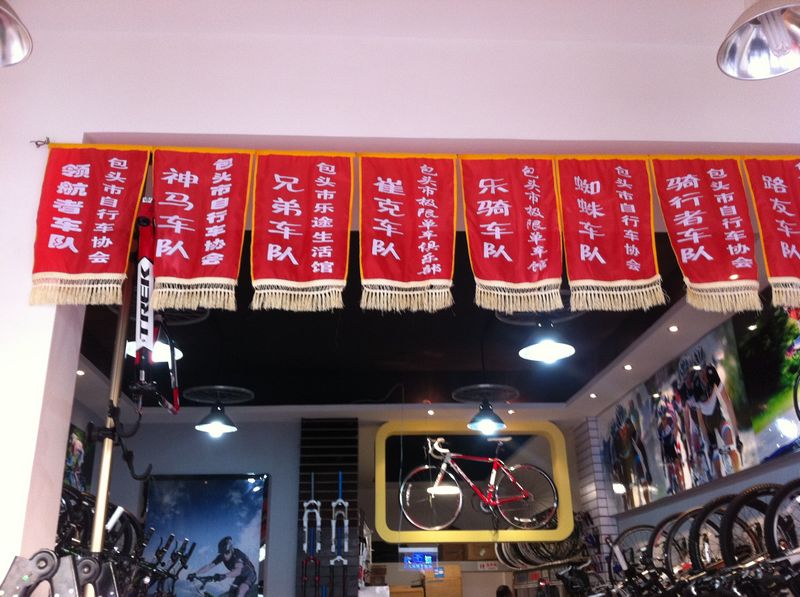 包头市自行车协会
领航者车队
包头市自行车协会
神马车队
包头市乐途生活馆
兄弟车队
包头市极限单车俱乐部
崔克车队
包头市极限单车馆
乐骑车队
包头市自行车协会
蜘蛛车队
包头市自行车协会
骑行者车队
路友车队
TREK